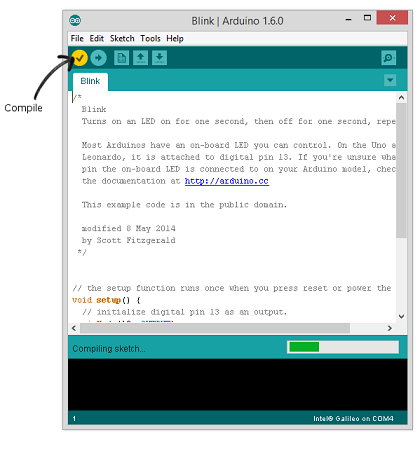 Blink | Arduino 1.6.0
File Edit Sketch Tools Help
Compile
Blink
/*
Blink
Turns on an LED on for one second, then off for one second, repe
Most Arduinos have an on-board LED you can control. On the Uno a
Leonardo, it is attached to digital pin 13. If you're unsure wha
pin the on-board LED is connected to on your Arduino model, chec
the documentation at http://arduino.cc
This example code is in the public domain.
modified 8 May 2014
by Scott Fitzgerald
*/
// the setup function runs once when you press reset or power the
void setup() {
// initialize digital pin 13 as an output.
Compiling sketch...
1
Intel® Galileo on COM4